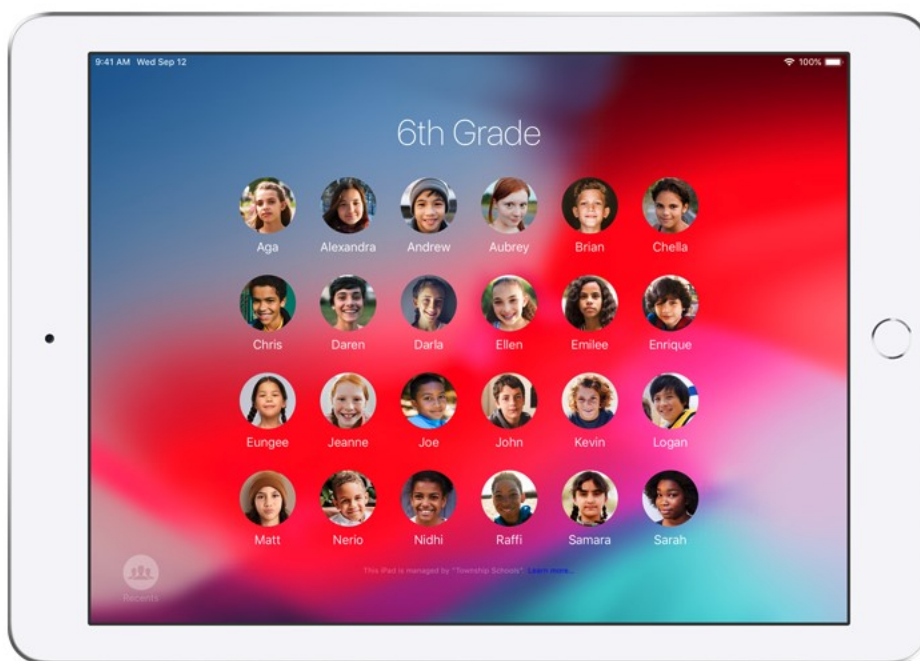 9:41 AM Wed Sep 12 100%
6th Grade
Aga Alexandra Andrew Aubrey Brian Chella
Chris Daren Darla Ellen Emilee Enrique
Eungee Jeanne Joe John Kevin Logan
Matt Nerio Nidhi Raffi Samara Sarah
This iPad is managed by "Township Schools". Learn more...
Recents